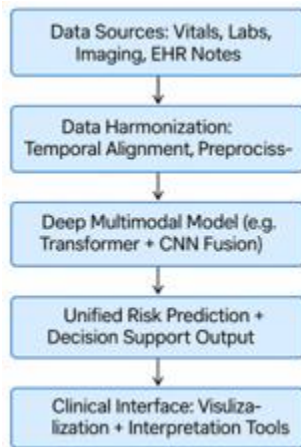 Data Sources: Vitals, Labs,
Imaging, EHR Notes
Data Harmonization:
Temporal Alignment, Preprociss-
Deep Multimodal Model (e.g.
Transformer + CNN Fusion)
Unified Risk Prediction +
Decision Support Output
Clinical Interface: Visuliza-
lization + Interpretation Tools